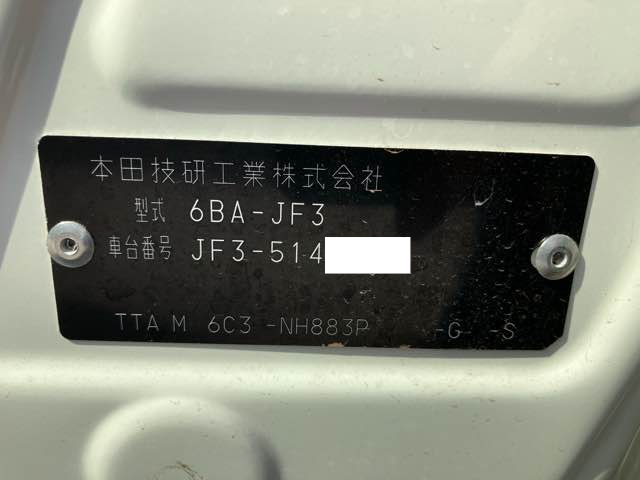 本田技研工業株式会社
型式 6BA-JF3
車台番号 JF3-514
TTA M 6C3 -NH883P -G -S